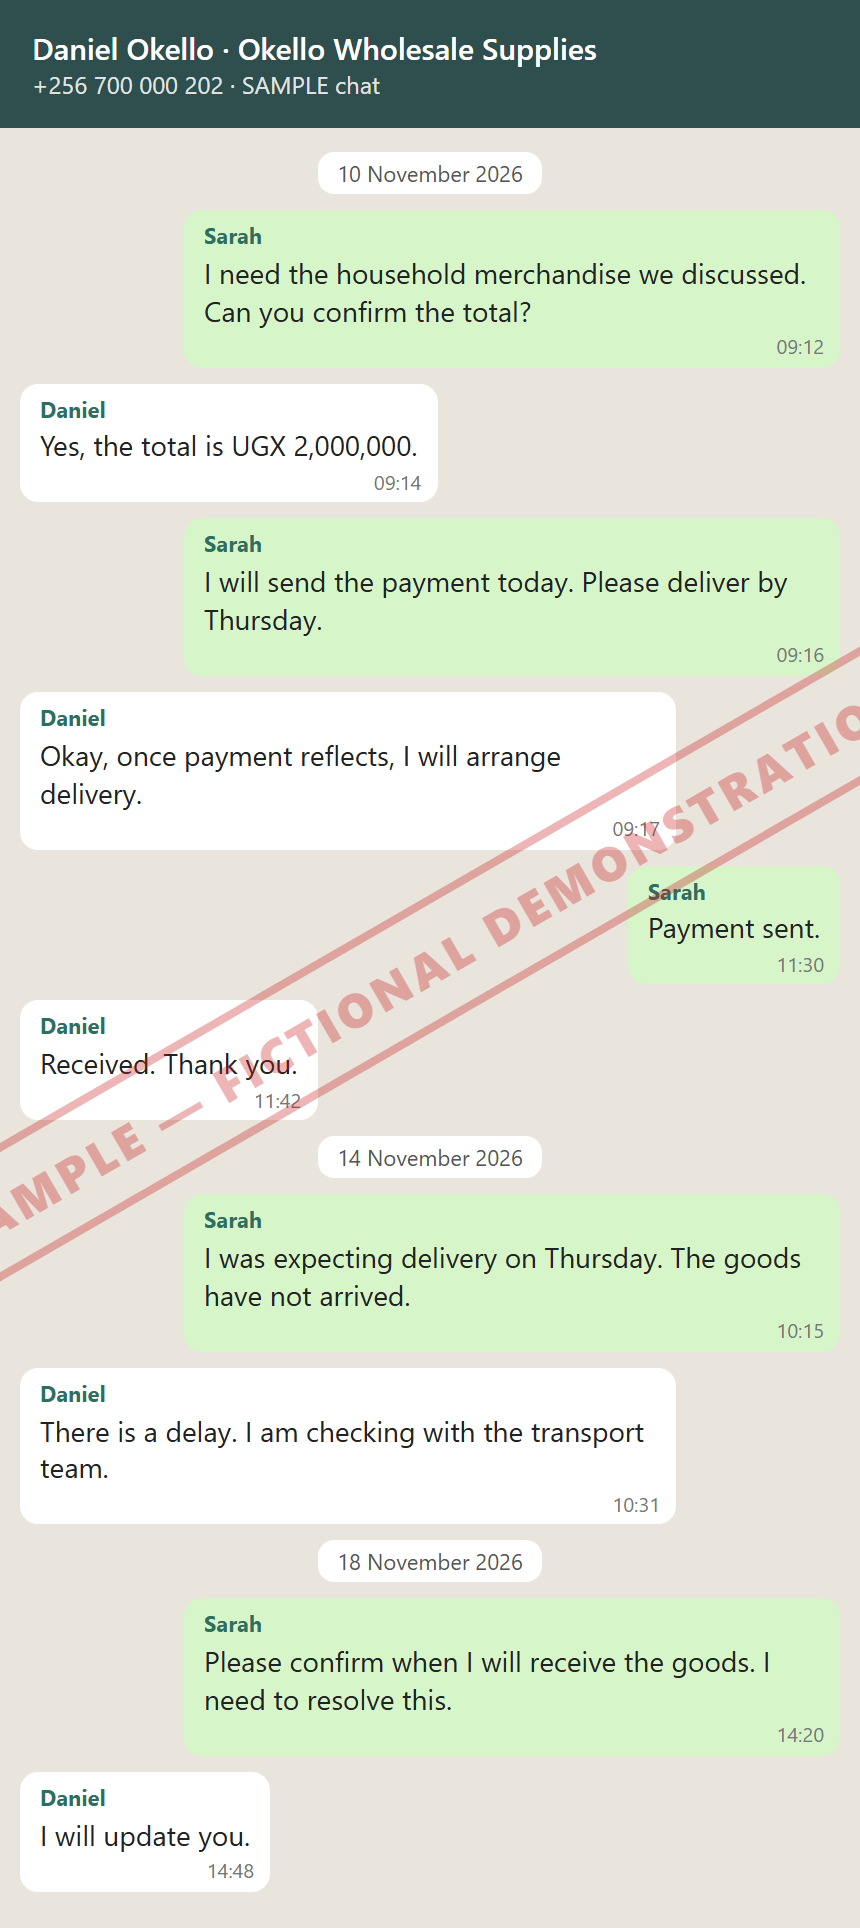 Daniel Okello · Okello Wholesale Supplies
+256 700 000 202 · SAMPLE chat
10 November 2026
Sarah
I need the household merchandise we discussed.
Can you confirm the total?
09:12
Daniel
Yes, the total is UGX 2,000,000.
09:14
Sarah
I will send the payment today. Please deliver by
Thursday.
09:16
Daniel
Okay, once payment reflects, I will arrange
delivery.
09:17
Sarah
Payment sent.
11:30
Daniel
Received. Thank you.
11:42
AMPLE — FICTIONAL DEMONSTRATIO
14 November 2026
Sarah
I was expecting delivery on Thursday. The goods
have not arrived.
10:15
Daniel
There is a delay. I am checking with the transport
team.
10:31
18 November 2026
Sarah
Please confirm when I will receive the goods. I
need to resolve this.
14:20
Daniel
I will update you.
14:48